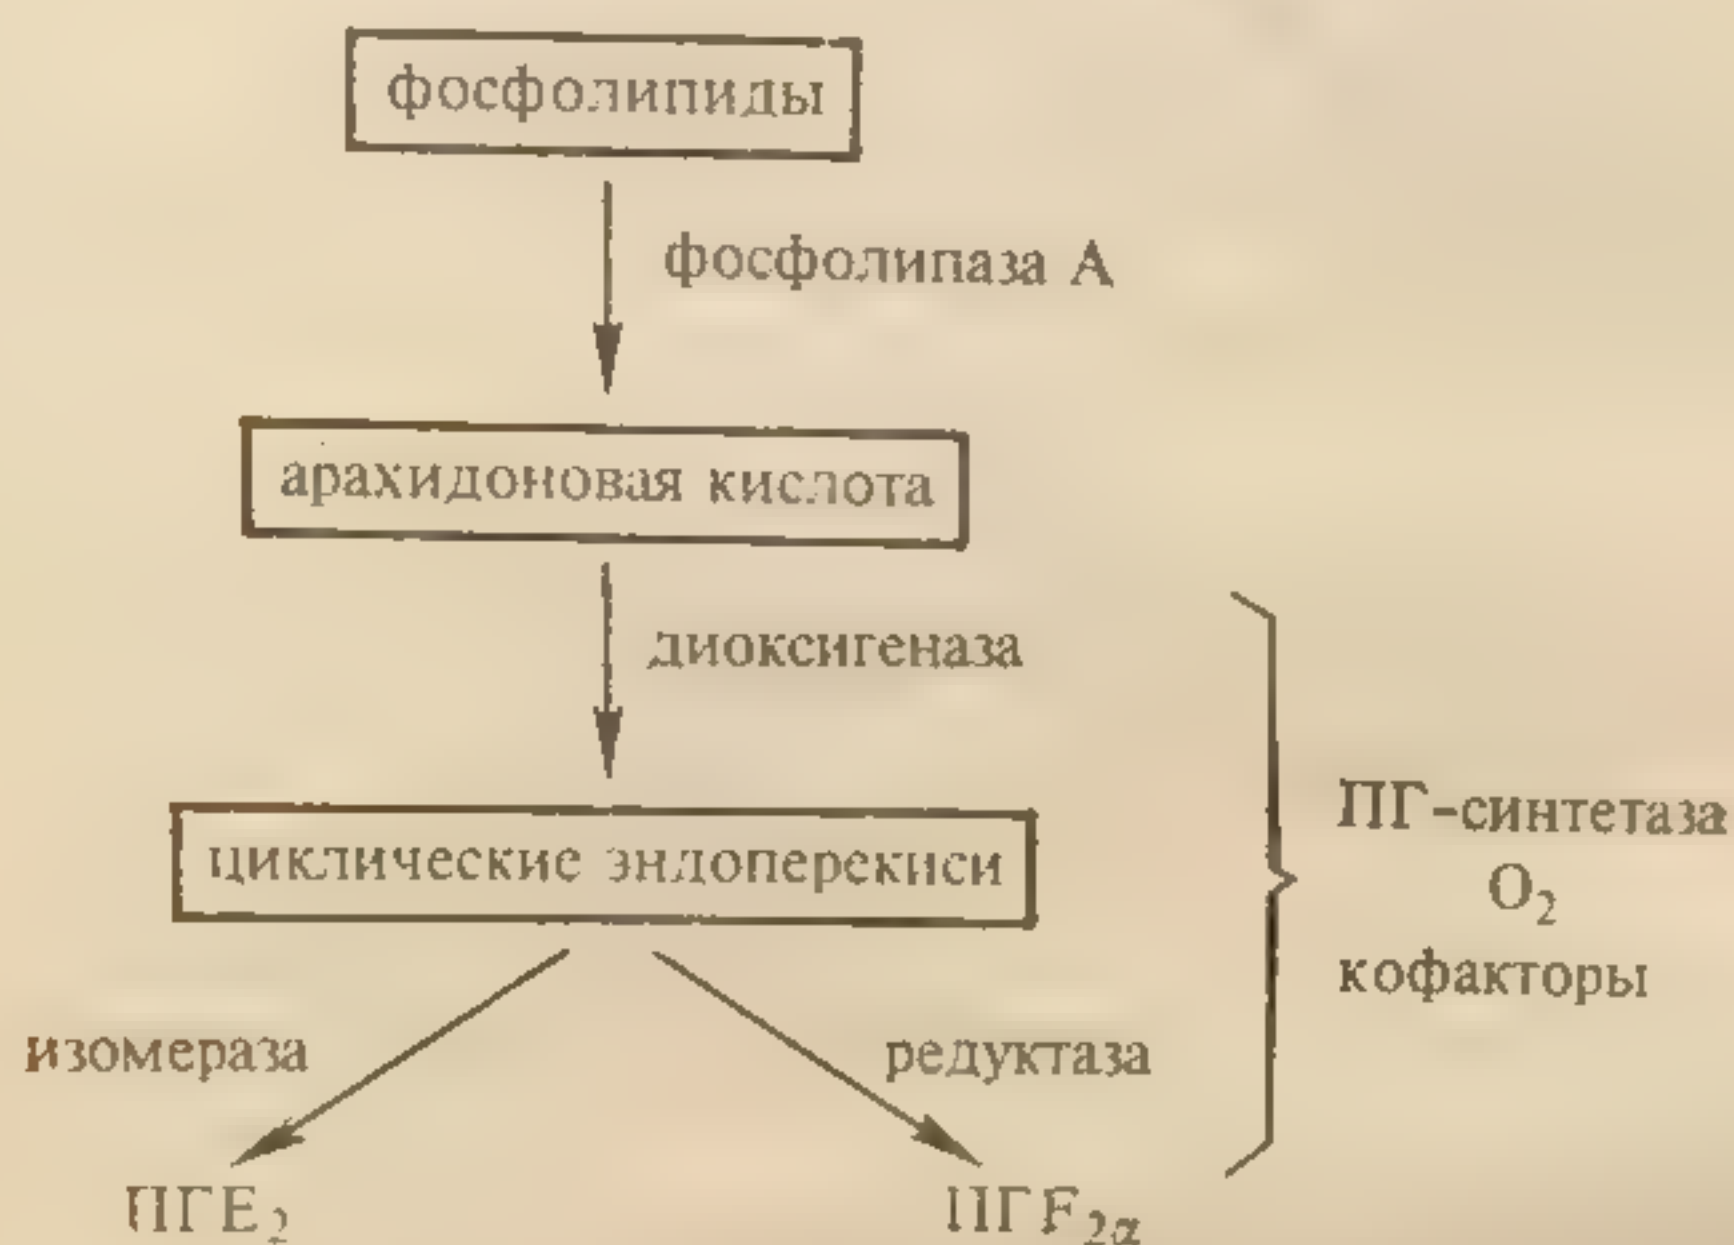 фосфолипиды
фосфолипаза А
арахидоновая кислота
диоксигеназа
циклические эндоперекиси
ПГ-синтетаза
O₂
кофакторы
изомераза
редуктаза
ПГЕ₂
ПГF₂α